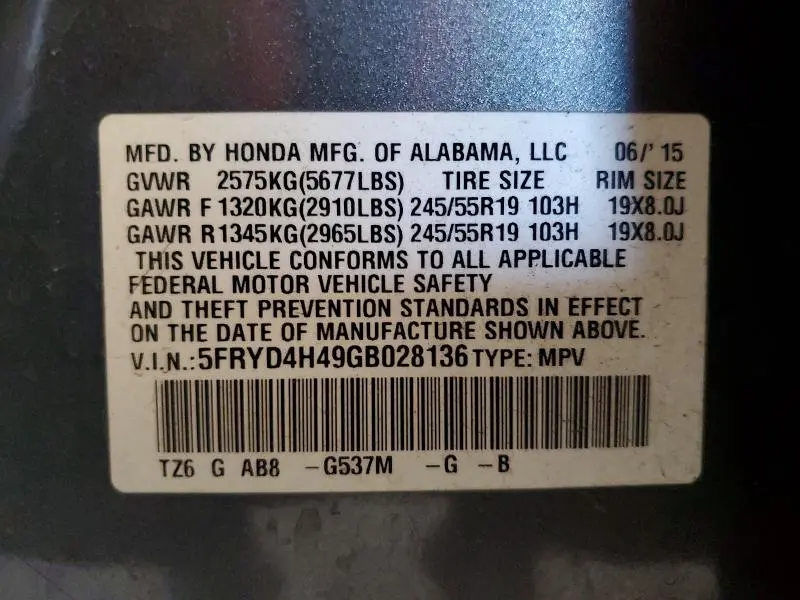 MFD. BY HONDA MFG. OF ALABAMA, LLC 06/'15
GVWR 2575KG(5677LBS) TIRE SIZE RIM SIZE
GAWR F 1320KG(2910LBS) 245/55R19 103H 19X8.0J
GAWR R 1345KG(2965LBS) 245/55R19 103H 19X8.0J
THIS VEHICLE CONFORMS TO ALL APPLICABLE
FEDERAL MOTOR VEHICLE SAFETY
AND THEFT PREVENTION STANDARDS IN EFFECT
ON THE DATE OF MANUFACTURE SHOWN ABOVE.
V.I.N.: 5FRYD4H49GB028136 TYPE: MPV
TZ6 G AB8 -G537M -G -B